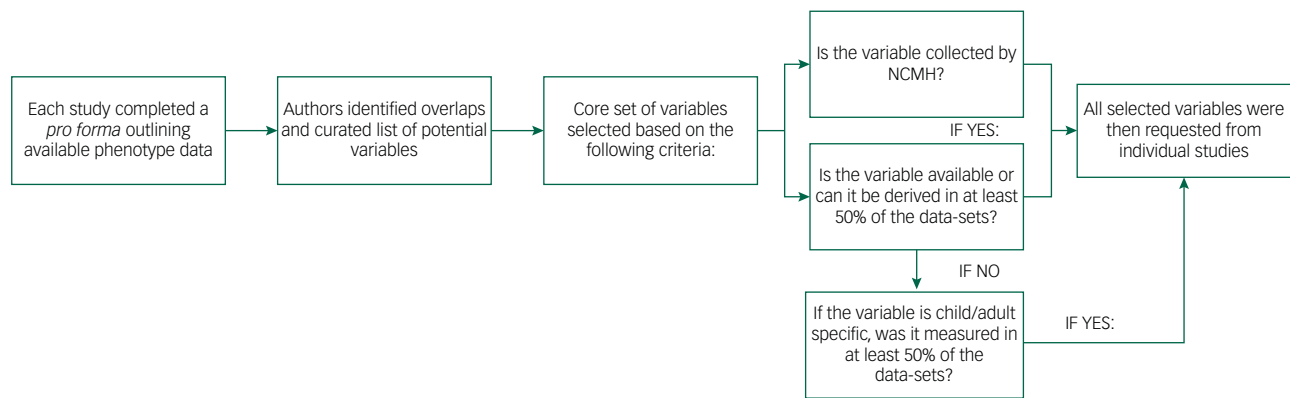 Each study completed a
pro forma outlining
available phenotype data
Authors identified overlaps
and curated list of potential
variables
Core set of variables
selected based on the
following criteria:
Is the variable collected by
NCMH?
IF YES:
Is the variable available or
can it be derived in at least
50% of the data-sets?
IF NO
If the variable is child/adult
specific, was it measured in
at least 50% of the
data-sets?
IF YES:
All selected variables were
then requested from
individual studies